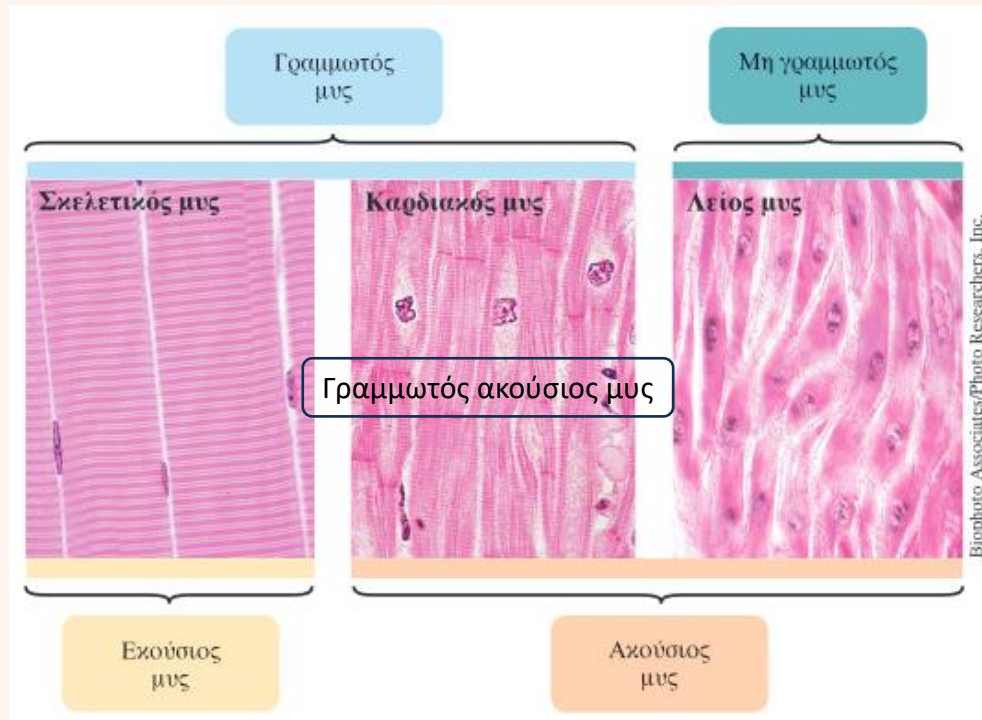 Γραμμωτός
μυς
Μη γραμμωτός
μυς
Σκελετικός μυς
Καρδιακός μυς
Λείος μυς
Γραμμωτός ακούσιος μυς
Biophoto Associates/Photo Researchers, Inc.
Εκούσιος
μυς
Ακούσιος
μυς